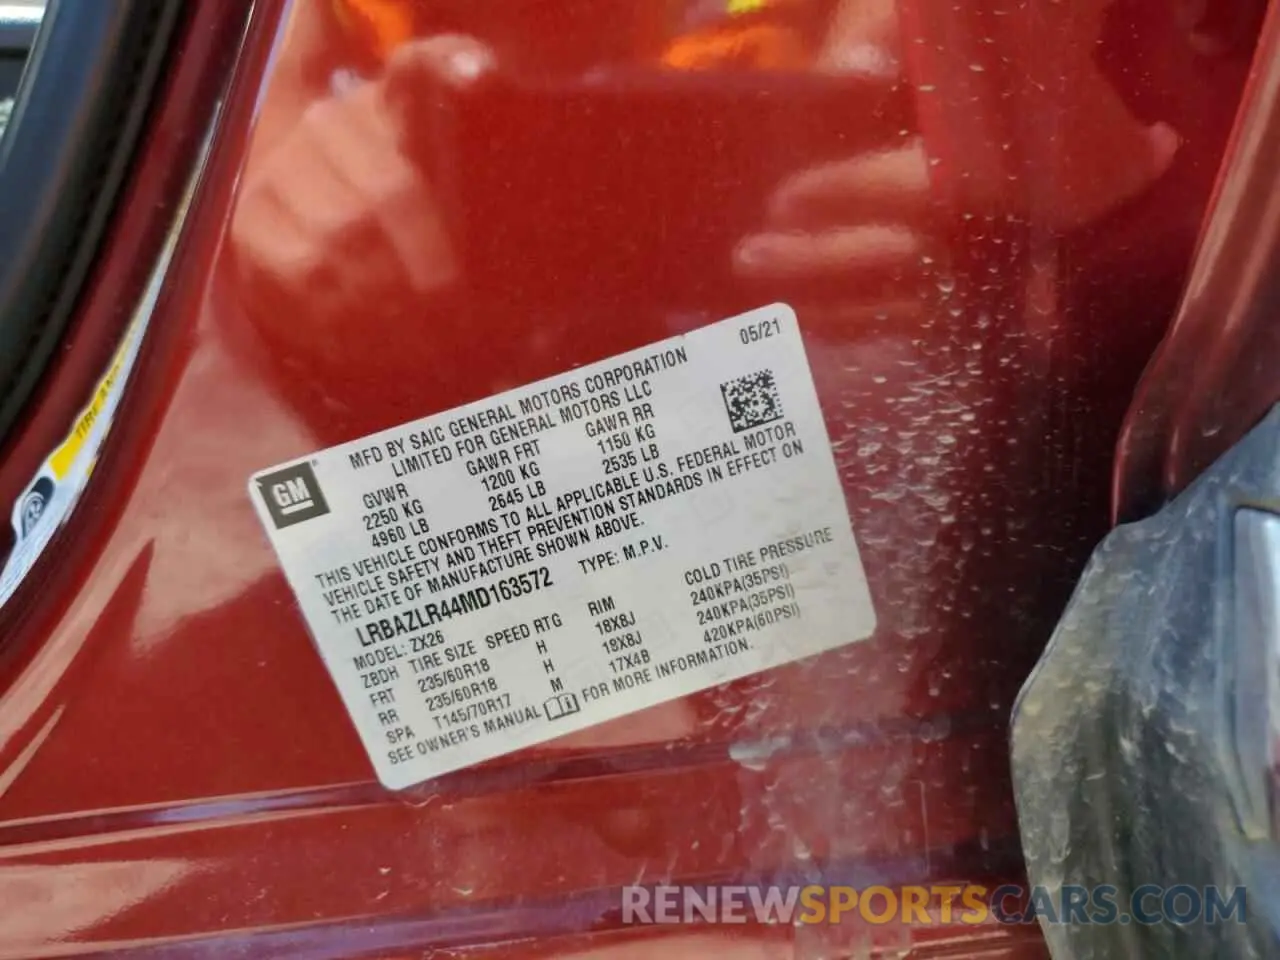 05/21
MFD BY SAIC GENERAL MOTORS CORPORATION
LIMITED FOR GENERAL MOTORS LLC
GM
GVWR GAWR FRT GAWR RR
2250 KG 1200 KG 1150 KG
4960 LB 2645 LB 2535 LB
THIS VEHICLE CONFORMS TO ALL APPLICABLE U.S. FEDERAL MOTOR
VEHICLE SAFETY AND THEFT PREVENTION STANDARDS IN EFFECT ON
THE DATE OF MANUFACTURE SHOWN ABOVE.
LRBAZLR44MD163572 TYPE: M.P.V.
MODEL: ZX26
ZBDH TIRE SIZE SPEED RTG RIM COLD TIRE PRESSURE
FRT 235/60R18 H 18X8J 240KPA(35PSI)
RR 235/60R18 H 18X8J 240KPA(35PSI)
SPA T145/70R17 M 17X4B 420KPA(60PSI)
SEE OWNER'S MANUAL FOR MORE INFORMATION.
TIRE AND
RENEWSPORTSCARS.COM